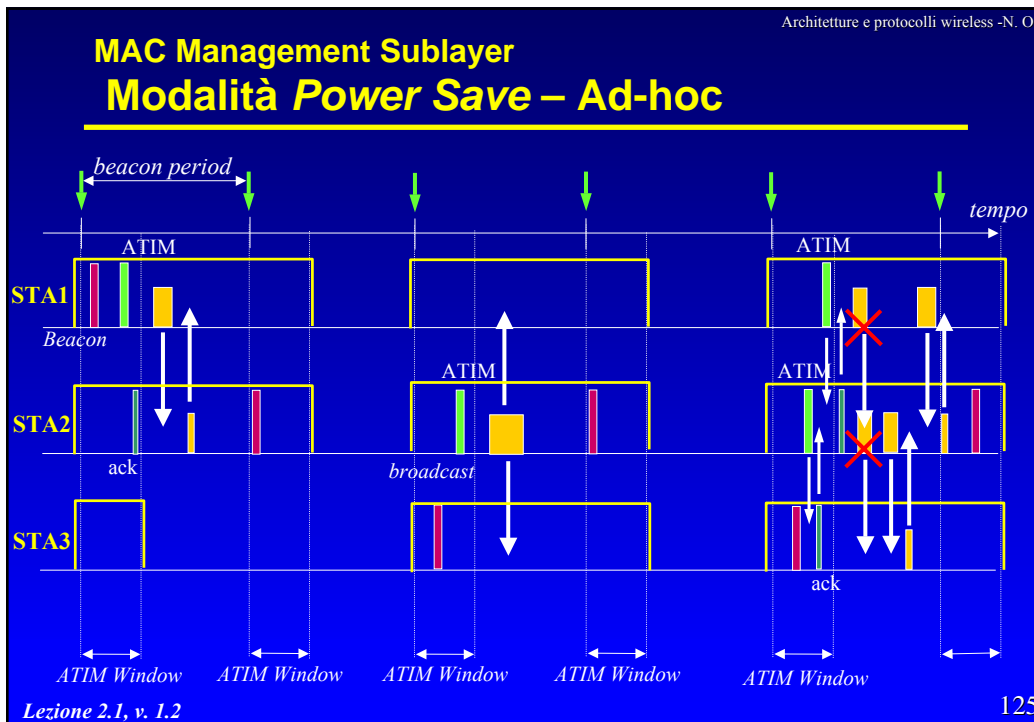 Architetture e protocolli wireless -N. O
MAC Management Sublayer
Modalità Power Save – Ad-hoc
beacon period
tempo
ATIM
ATIM
STA1
Beacon
ATIM
ATIM
STA2
ack
broadcast
STA3
ack
ATIM Window
ATIM Window
ATIM Window
ATIM Window
ATIM Window
Lezione 2.1, v. 1.2
125